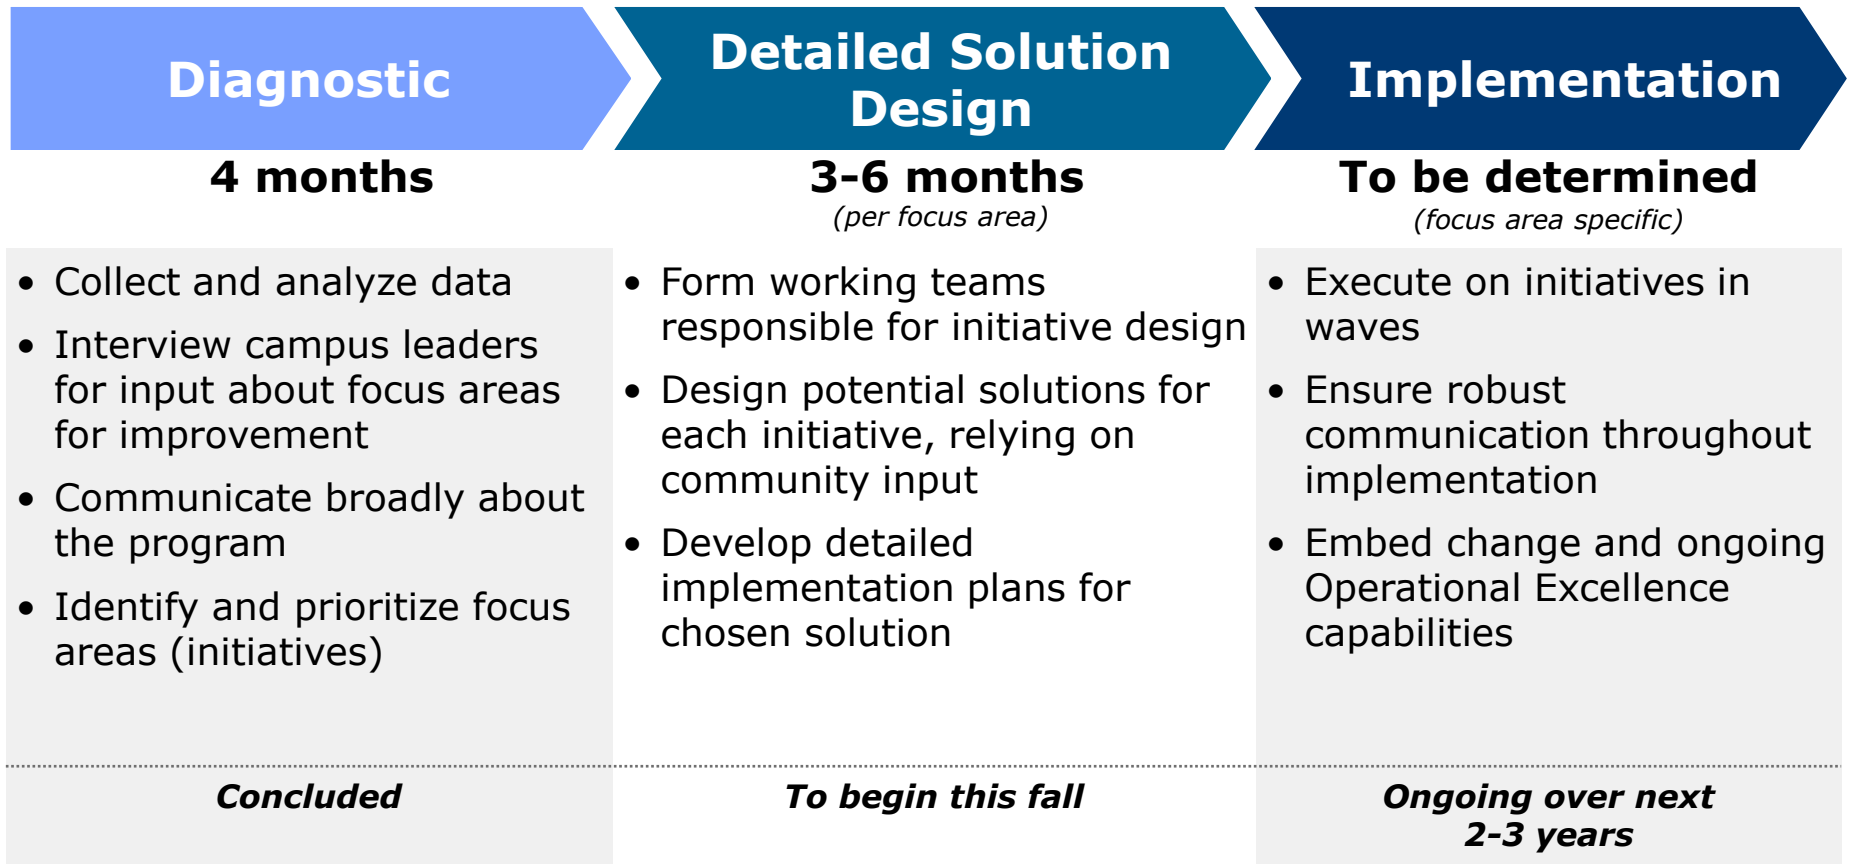 Diagnostic
4 months
• Collect and analyze data
• Interview campus leaders
for input about focus areas
for improvement
• Communicate broadly about
the program
• Identify and prioritize focus
areas (initiatives)
Concluded
Detailed Solution
Design
3-6 months
(per focus area)
• Form working teams
responsible for initiative design
• Design potential solutions for
each initiative, relying on
community input
• Develop detailed
implementation plans for
chosen solution
To begin this fall
Implementation
To be determined
(focus area specific)
• Execute on initiatives in
waves
• Ensure robust
communication throughout
implementation
• Embed change and ongoing
Operational Excellence
capabilities
Ongoing over next
2-3 years